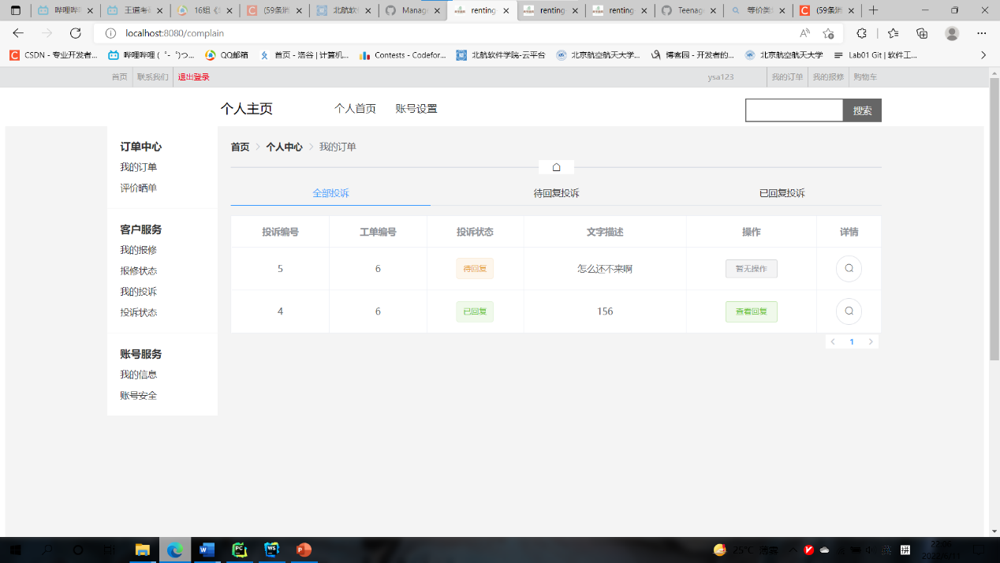 哔哩哔
王道考
16组《
(59条消
北航软
Manage
renting
renting
renting
Teenag
等价类
(59条消
localhost:8080/complain
CSDN - 专业开发者...
哔哩哔哩 (゜-゜)つ...
QQ邮箱
首页 - 洛谷 | 计算机...
Contests - Codefor...
北航软件学院-云平台
北京航空航天大学...
博客园 - 开发者的...
北京航空航天大学
Lab01 Git | 软件工...
首页 联系我们 退出登录 ysa123 我的订单 我的报修 购物车
个人主页 个人首页 账号设置 搜索
订单中心
我的订单
评价晒单
客户服务
我的报修
报修状态
我的投诉
投诉状态
账号服务
我的信息
账号安全
首页 > 个人中心 > 我的订单
全部投诉 待回复投诉 已回复投诉
投诉编号 工单编号 投诉状态 文字描述 操作 详情
5 6 待回复 怎么还不来啊 暂无操作
4 6 已回复 156 查看回复
1
25°C